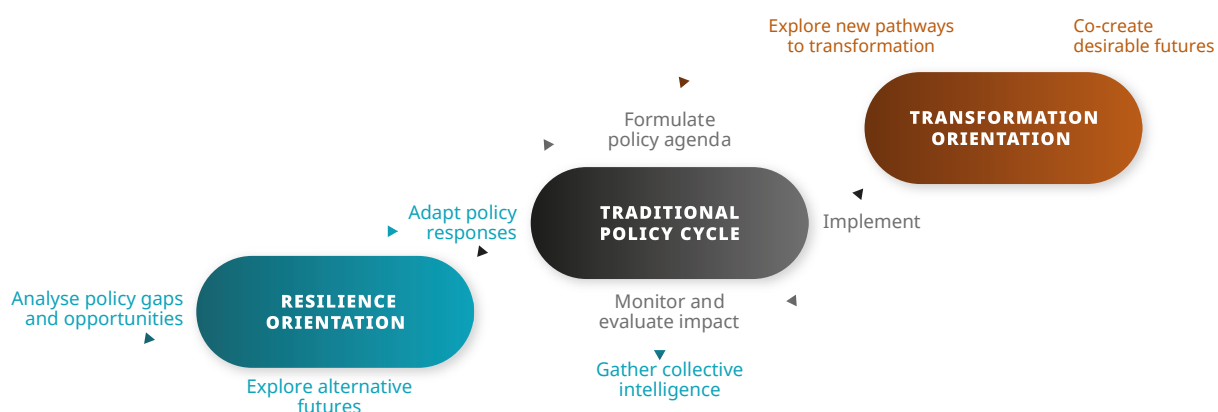 Explore new pathways
to transformation
Co-create
desirable futures
TRANSFORMATION
ORIENTATION
Formulate
policy agenda
TRADITIONAL
POLICY CYCLE
Implement
Adapt policy
responses
Monitor and
evaluate impact
Gather collective
intelligence
Analyse policy gaps
and opportunities
RESILIENCE
ORIENTATION
Explore alternative
futures